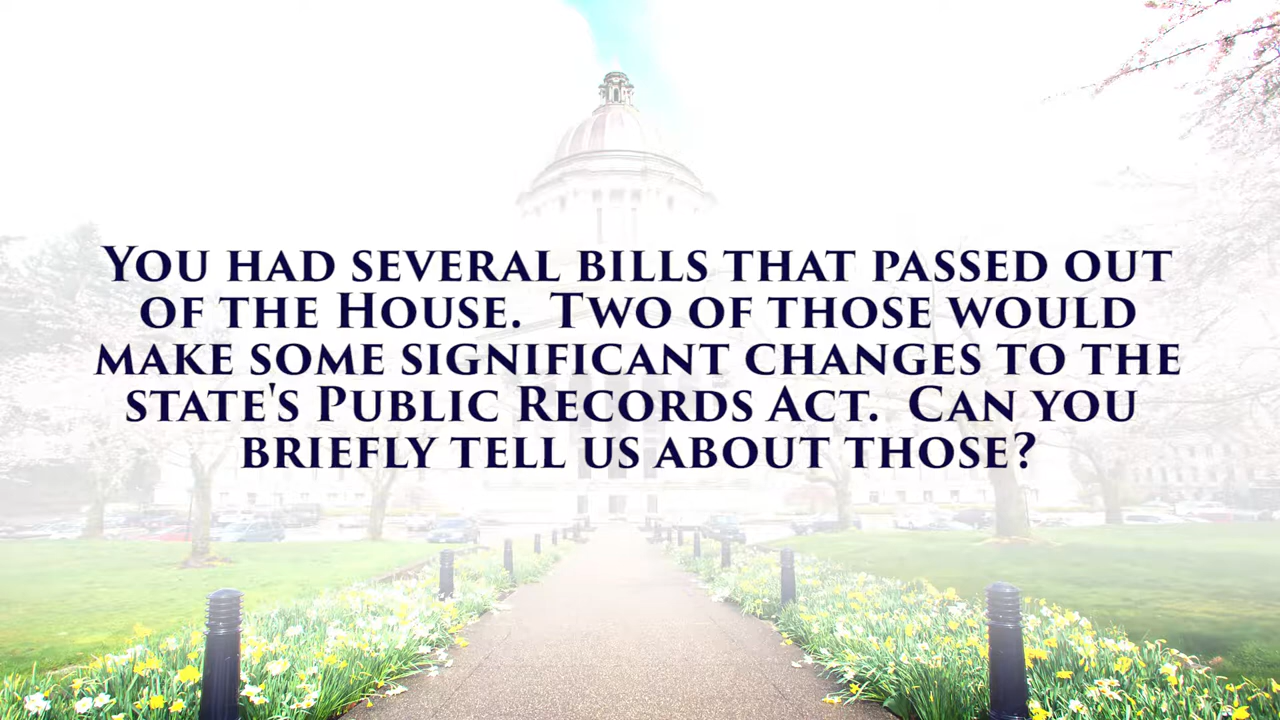 You had several bills that passed out
of the House.  Two of those would
make some significant changes to the
state's Public Records Act.  Can you
briefly tell us about those?